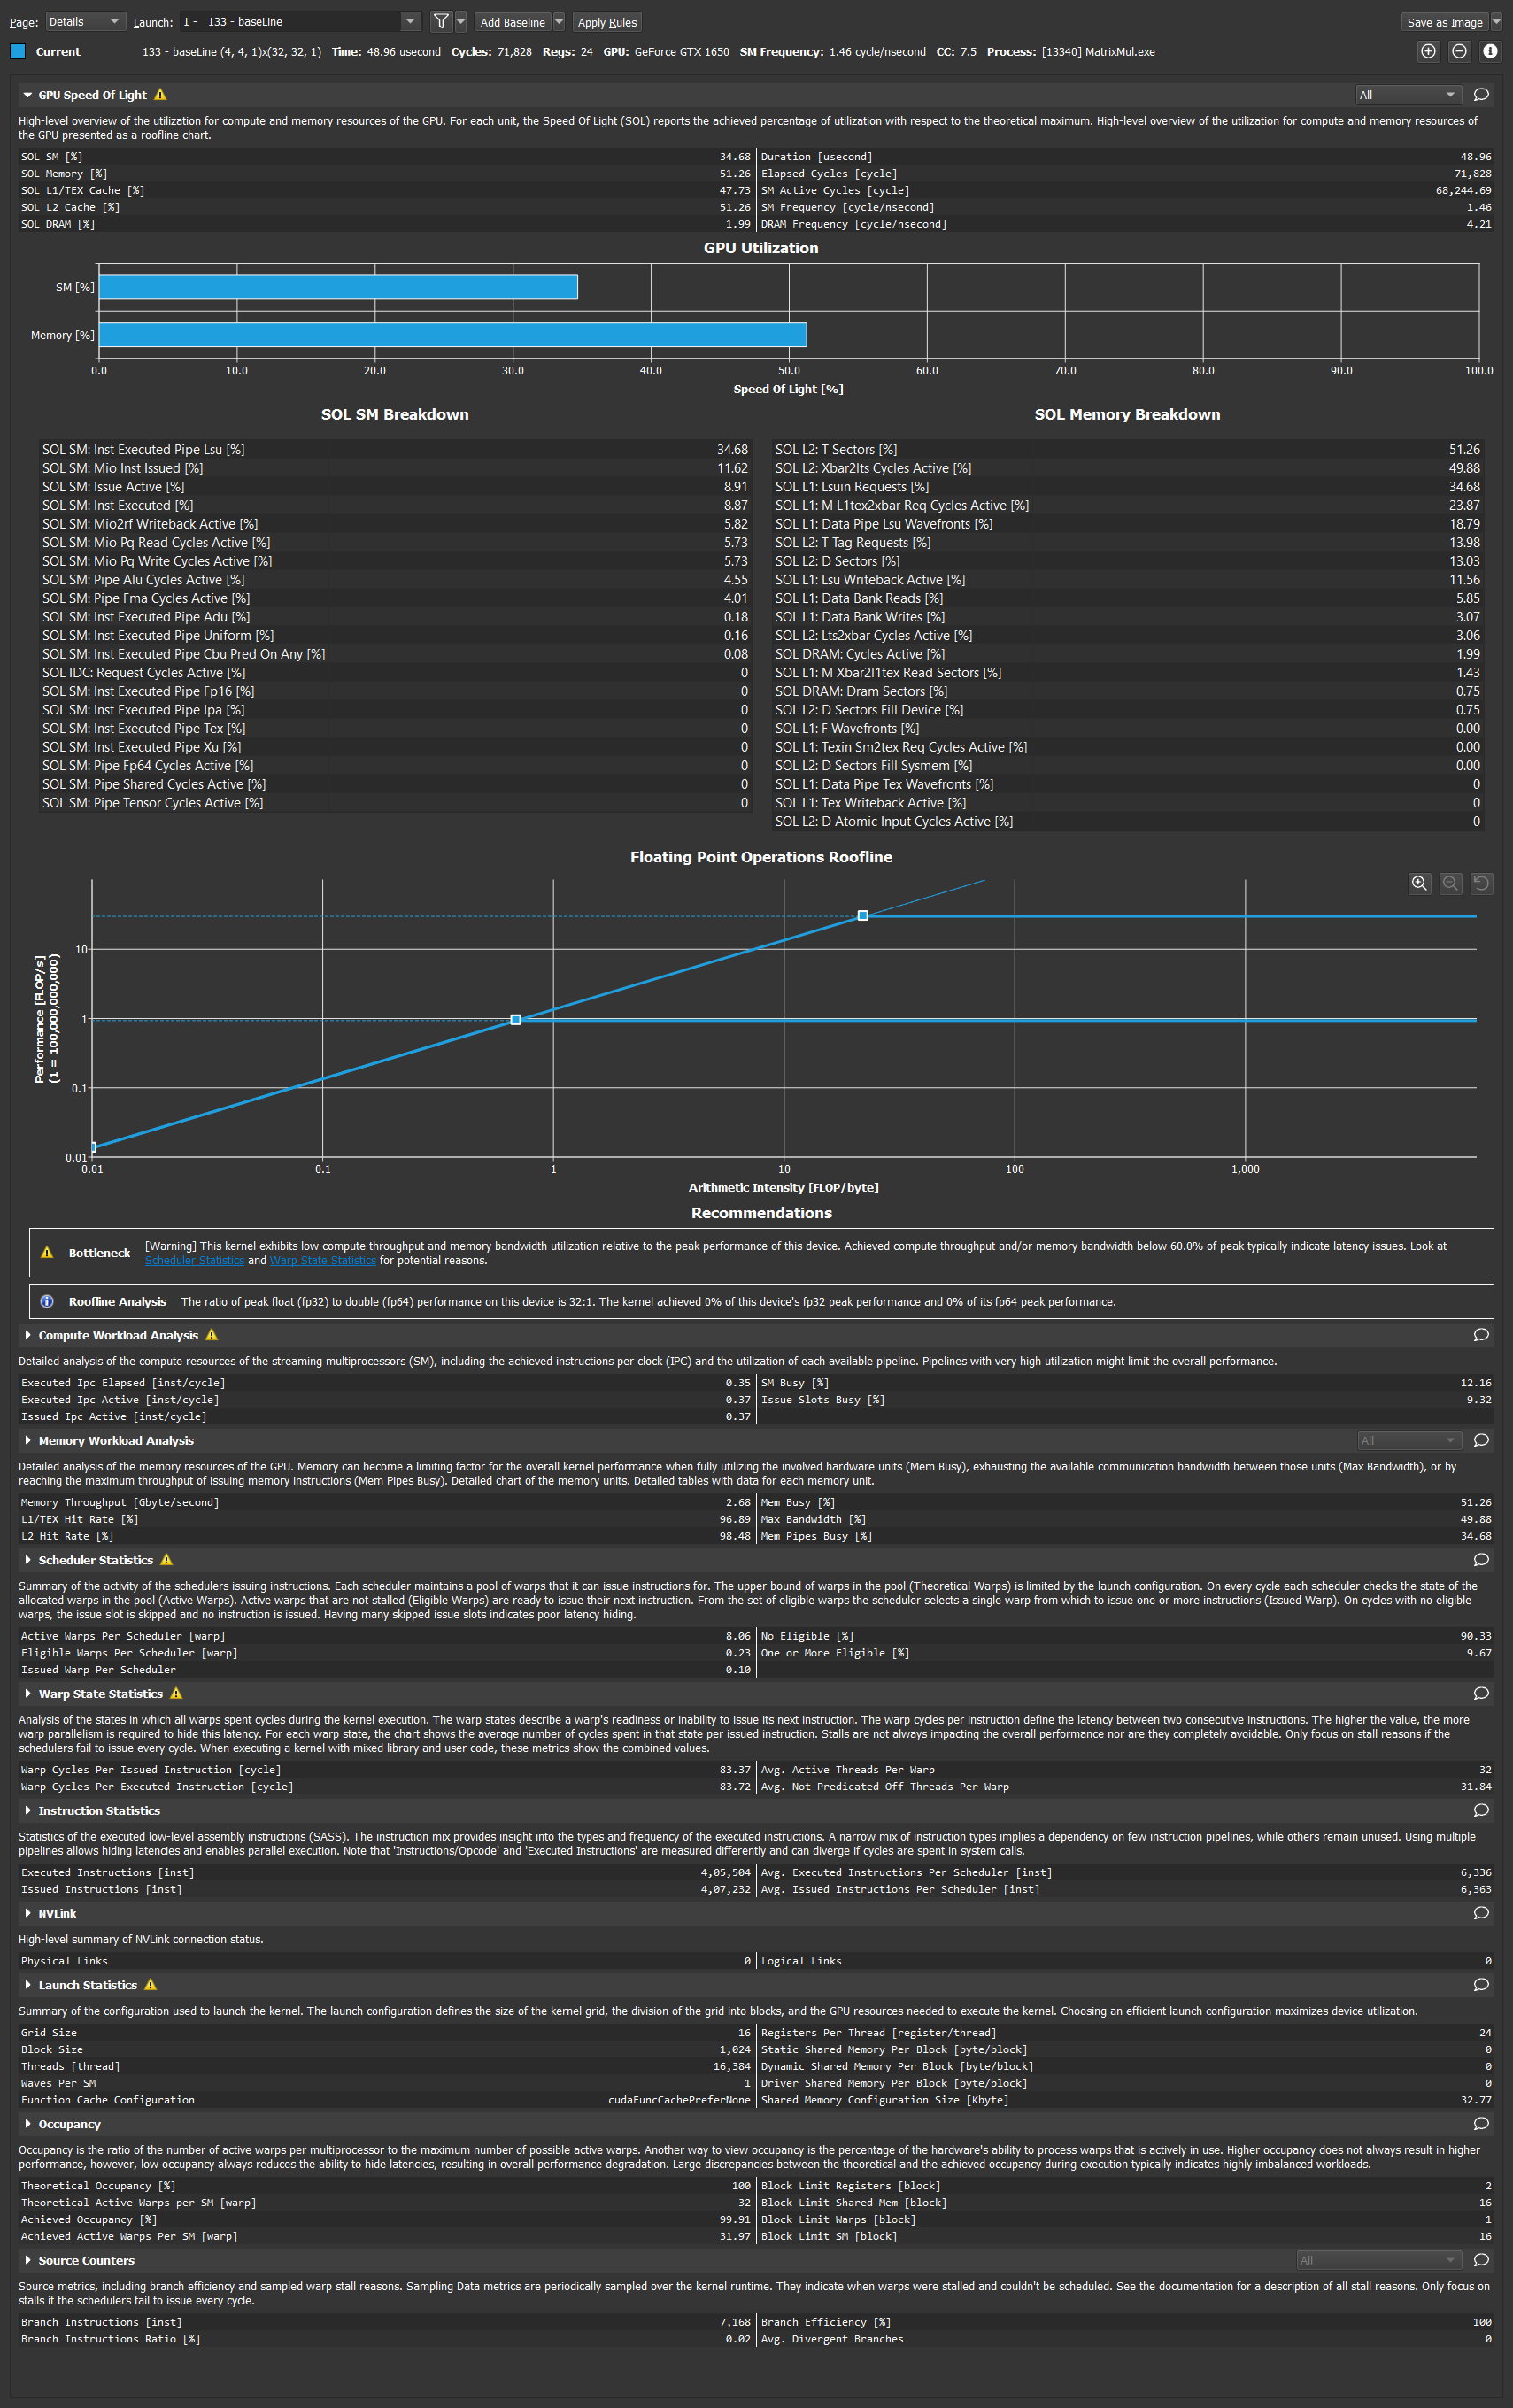 Page: Details Launch: 1 - 133 - baseLine Add Baseline Apply Rules Save as Image
Current 133 - baseLine (4, 4, 1)x(32, 32, 1) Time: 48.96 usecond Cycles: 71,828 Regs: 24 GPU: GeForce GTX 1650 SM Frequency: 1.46 cycle/nsecond CC: 7.5 Process: [13340] MatrixMul.exe
GPU Speed Of Light All
High-level overview of the utilization for compute and memory resources of the GPU. For each unit, the Speed Of Light (SOL) reports the achieved percentage of utilization with respect to the theoretical maximum. High-level overview of the utilization for compute and memory resources of
the GPU presented as a roofline chart.
SOL SM [%] 34.68 Duration [usecond] 48.96
SOL Memory [%] 51.26 Elapsed Cycles [cycle] 71,828
SOL L1/TEX Cache [%] 47.73 SM Active Cycles [cycle] 68,244.69
SOL L2 Cache [%] 51.26 SM Frequency [cycle/nsecond] 1.46
SOL DRAM [%] 1.99 DRAM Frequency [cycle/nsecond] 4.21
GPU Utilization
SM [%]
Memory [%]
0.0 10.0 20.0 30.0 40.0 50.0 60.0 70.0 80.0 90.0 100.0
Speed Of Light [%]
SOL SM Breakdown
SOL SM: Inst Executed Pipe Lsu [%] 34.68
SOL SM: Mio Inst Issued [%] 11.62
SOL SM: Issue Active [%] 8.91
SOL SM: Inst Executed [%] 8.87
SOL SM: Mio2rf Writeback Active [%] 5.82
SOL SM: Mio Pq Read Cycles Active [%] 5.73
SOL SM: Mio Pq Write Cycles Active [%] 5.73
SOL SM: Pipe Alu Cycles Active [%] 4.55
SOL SM: Pipe Fma Cycles Active [%] 4.01
SOL SM: Inst Executed Pipe Adu [%] 0.18
SOL SM: Inst Executed Pipe Uniform [%] 0.16
SOL SM: Inst Executed Pipe Cbu Pred On Any [%] 0.08
SOL IDC: Request Cycles Active [%] 0
SOL SM: Inst Executed Pipe Fp16 [%] 0
SOL SM: Inst Executed Pipe Ipa [%] 0
SOL SM: Inst Executed Pipe Tex [%] 0
SOL SM: Inst Executed Pipe Xu [%] 0
SOL SM: Pipe Fp64 Cycles Active [%] 0
SOL SM: Pipe Shared Cycles Active [%] 0
SOL SM: Pipe Tensor Cycles Active [%] 0
SOL Memory Breakdown
SOL L2: T Sectors [%] 51.26
SOL L2: Xbar2lts Cycles Active [%] 49.88
SOL L1: Lsuin Requests [%] 34.68
SOL L1: M L1tex2xbar Req Cycles Active [%] 23.87
SOL L1: Data Pipe Lsu Wavefronts [%] 18.79
SOL L2: T Tag Requests [%] 13.98
SOL L2: D Sectors [%] 13.03
SOL L1: Lsu Writeback Active [%] 11.56
SOL L1: Data Bank Reads [%] 5.85
SOL L1: Data Bank Writes [%] 3.07
SOL L2: Lts2xbar Cycles Active [%] 3.06
SOL DRAM: Cycles Active [%] 1.99
SOL L1: M Xbar2l1tex Read Sectors [%] 1.43
SOL DRAM: Dram Sectors [%] 0.75
SOL L2: D Sectors Fill Device [%] 0.75
SOL L1: F Wavefronts [%] 0.00
SOL L1: Texin Sm2tex Req Cycles Active [%] 0.00
SOL L2: D Sectors Fill Sysmem [%] 0.00
SOL L1: Data Pipe Tex Wavefronts [%] 0
SOL L1: Tex Writeback Active [%] 0
SOL L2: D Atomic Input Cycles Active [%] 0
Floating Point Operations Roofline
Performance [FLOP/s]
(1 = 100,000,000,000)
10
1
0.1
0.01
0.01 0.1 1 10 100 1,000
Arithmetic Intensity [FLOP/byte]
Recommendations
Bottleneck [Warning] This kernel exhibits low compute throughput and memory bandwidth utilization relative to the peak performance of this device. Achieved compute throughput and/or memory bandwidth below 60.0% of peak typically indicate latency issues. Look at
Scheduler Statistics and Warp State Statistics for potential reasons.
Roofline Analysis The ratio of peak float (fp32) to double (fp64) performance on this device is 32:1. The kernel achieved 0% of this device's fp32 peak performance and 0% of its fp64 peak performance.
Compute Workload Analysis
Detailed analysis of the compute resources of the streaming multiprocessors (SM), including the achieved instructions per clock (IPC) and the utilization of each available pipeline. Pipelines with very high utilization might limit the overall performance.
Executed Ipc Elapsed [inst/cycle] 0.35 SM Busy [%] 12.16
Executed Ipc Active [inst/cycle] 0.37 Issue Slots Busy [%] 9.32
Issued Ipc Active [inst/cycle] 0.37
Memory Workload Analysis All
Detailed analysis of the memory resources of the GPU. Memory can become a limiting factor for the overall kernel performance when fully utilizing the involved hardware units (Mem Busy), exhausting the available communication bandwidth between those units (Max Bandwidth), or by
reaching the maximum throughput of issuing memory instructions (Mem Pipes Busy). Detailed chart of the memory units. Detailed tables with data for each memory unit.
Memory Throughput [Gbyte/second] 2.68 Mem Busy [%] 51.26
L1/TEX Hit Rate [%] 96.89 Max Bandwidth [%] 49.88
L2 Hit Rate [%] 98.48 Mem Pipes Busy [%] 34.68
Scheduler Statistics
Summary of the activity of the schedulers issuing instructions. Each scheduler maintains a pool of warps that it can issue instructions for. The upper bound of warps in the pool (Theoretical Warps) is limited by the launch configuration. On every cycle each scheduler checks the state of the
allocated warps in the pool (Active Warps). Active warps that are not stalled (Eligible Warps) are ready to issue their next instruction. From the set of eligible warps the scheduler selects a single warp from which to issue one or more instructions (Issued Warp). On cycles with no eligible
warps, the issue slot is skipped and no instruction is issued. Having many skipped issue slots indicates poor latency hiding.
Active Warps Per Scheduler [warp] 8.06 No Eligible [%] 90.33
Eligible Warps Per Scheduler [warp] 0.23 One or More Eligible [%] 9.67
Issued Warp Per Scheduler 0.10
Warp State Statistics
Analysis of the states in which all warps spent cycles during the kernel execution. The warp states describe a warp's readiness or inability to issue its next instruction. The warp cycles per instruction define the latency between two consecutive instructions. The higher the value, the more
warp parallelism is required to hide this latency. For each warp state, the chart shows the average number of cycles spent in that state per issued instruction. Stalls are not always impacting the overall performance nor are they completely avoidable. Only focus on stall reasons if the
schedulers fail to issue every cycle. When executing a kernel with mixed library and user code, these metrics show the combined values.
Warp Cycles Per Issued Instruction [cycle] 83.37 Avg. Active Threads Per Warp 32
Warp Cycles Per Executed Instruction [cycle] 83.72 Avg. Not Predicated Off Threads Per Warp 31.84
Instruction Statistics
Statistics of the executed low-level assembly instructions (SASS). The instruction mix provides insight into the types and frequency of the executed instructions. A narrow mix of instruction types implies a dependency on few instruction pipelines, while others remain unused. Using multiple
pipelines allows hiding latencies and enables parallel execution. Note that 'Instructions/Opcode' and 'Executed Instructions' are measured differently and can diverge if cycles are spent in system calls.
Executed Instructions [inst] 4,05,504 Avg. Executed Instructions Per Scheduler [inst] 6,336
Issued Instructions [inst] 4,07,232 Avg. Issued Instructions Per Scheduler [inst] 6,363
NVLink
High-level summary of NVLink connection status.
Physical Links 0 Logical Links 0
Launch Statistics
Summary of the configuration used to launch the kernel. The launch configuration defines the size of the kernel grid, the division of the grid into blocks, and the GPU resources needed to execute the kernel. Choosing an efficient launch configuration maximizes device utilization.
Grid Size 16 Registers Per Thread [register/thread] 24
Block Size 1,024 Static Shared Memory Per Block [byte/block] 0
Threads [thread] 16,384 Dynamic Shared Memory Per Block [byte/block] 0
Waves Per SM 1 Driver Shared Memory Per Block [byte/block] 0
Function Cache Configuration cudaFuncCachePreferNone Shared Memory Configuration Size [Kbyte] 32.77
Occupancy
Occupancy is the ratio of the number of active warps per multiprocessor to the maximum number of possible active warps. Another way to view occupancy is the percentage of the hardware's ability to process warps that is actively in use. Higher occupancy does not always result in higher
performance, however, low occupancy always reduces the ability to hide latencies, resulting in overall performance degradation. Large discrepancies between the theoretical and the achieved occupancy during execution typically indicates highly imbalanced workloads.
Theoretical Occupancy [%] 100 Block Limit Registers [block] 2
Theoretical Active Warps per SM [warp] 32 Block Limit Shared Mem [block] 16
Achieved Occupancy [%] 99.91 Block Limit Warps [block] 1
Achieved Active Warps Per SM [warp] 31.97 Block Limit SM [block] 16
Source Counters All
Source metrics, including branch efficiency and sampled warp stall reasons. Sampling Data metrics are periodically sampled over the kernel runtime. They indicate when warps were stalled and couldn't be scheduled. See the documentation for a description of all stall reasons. Only focus on
stalls if the schedulers fail to issue every cycle.
Branch Instructions [inst] 7,168 Branch Efficiency [%] 100
Branch Instructions Ratio [%] 0.02 Avg. Divergent Branches 0